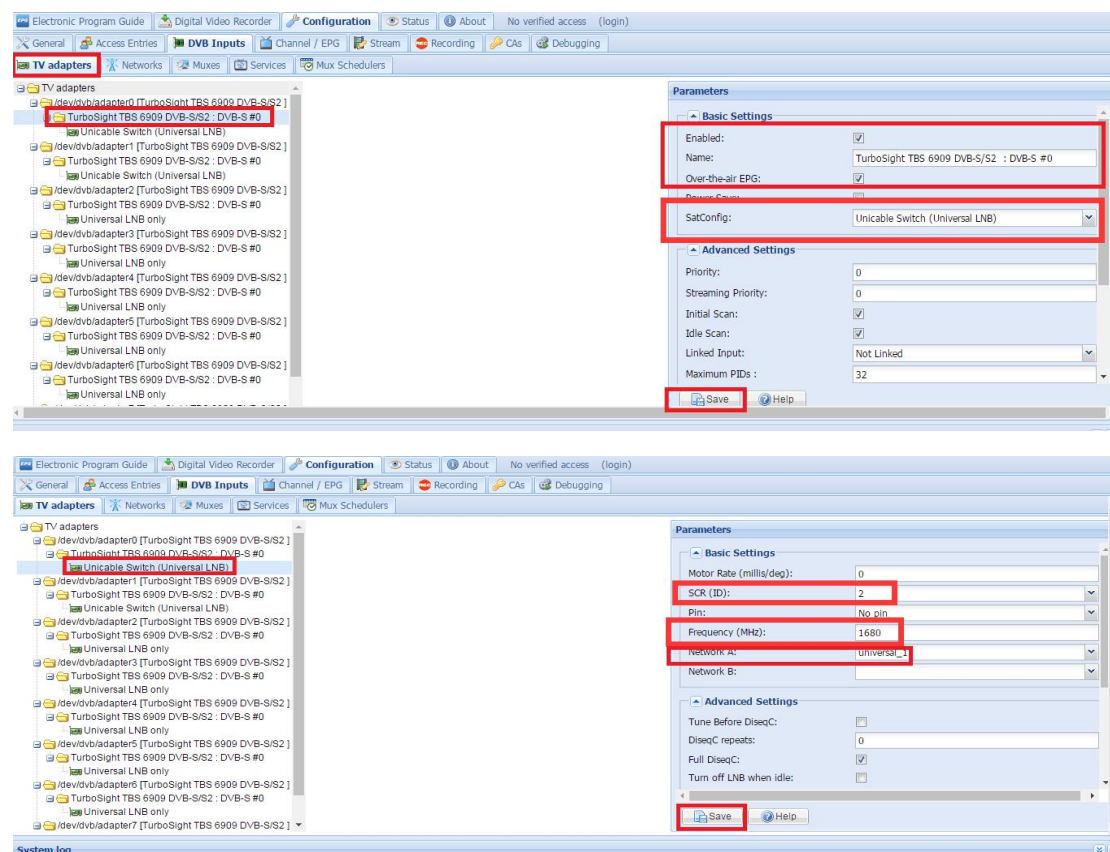 Electronic Program Guide Digital Video Recorder Configuration Status About No verified access (login)
General Access Entries DVB Inputs Channel / EPG Stream Recording CAs Debugging
TV adapters Networks Muxes Services Mux Schedulers
TV adapters
/dev/dvb/adapter0 [TurboSight TBS 6909 DVB-S/S2 ]
TurboSight TBS 6909 DVB-S/S2 : DVB-S #0
Unicable Switch (Universal LNB)
/dev/dvb/adapter1 [TurboSight TBS 6909 DVB-S/S2 ]
TurboSight TBS 6909 DVB-S/S2 : DVB-S #0
Unicable Switch (Universal LNB)
/dev/dvb/adapter2 [TurboSight TBS 6909 DVB-S/S2 ]
TurboSight TBS 6909 DVB-S/S2 : DVB-S #0
Universal LNB only
/dev/dvb/adapter3 [TurboSight TBS 6909 DVB-S/S2 ]
TurboSight TBS 6909 DVB-S/S2 : DVB-S #0
Universal LNB only
/dev/dvb/adapter4 [TurboSight TBS 6909 DVB-S/S2 ]
TurboSight TBS 6909 DVB-S/S2 : DVB-S #0
Universal LNB only
/dev/dvb/adapter5 [TurboSight TBS 6909 DVB-S/S2 ]
TurboSight TBS 6909 DVB-S/S2 : DVB-S #0
Universal LNB only
/dev/dvb/adapter6 [TurboSight TBS 6909 DVB-S/S2 ]
TurboSight TBS 6909 DVB-S/S2 : DVB-S #0
Universal LNB only
Parameters
Basic Settings
Enabled:
Name: TurboSight TBS 6909 DVB-S/S2 : DVB-S #0
Over-the-air EPG:
Power Save:
SatConfig: Unicable Switch (Universal LNB)
Advanced Settings
Priority: 0
Streaming Priority: 0
Initial Scan:
Idle Scan:
Linked Input: Not Linked
Maximum PIDs : 32
Save Help
Electronic Program Guide Digital Video Recorder Configuration Status About No verified access (login)
General Access Entries DVB Inputs Channel / EPG Stream Recording CAs Debugging
TV adapters Networks Muxes Services Mux Schedulers
TV adapters
/dev/dvb/adapter0 [TurboSight TBS 6909 DVB-S/S2 ]
TurboSight TBS 6909 DVB-S/S2 : DVB-S #0
Unicable Switch (Universal LNB)
/dev/dvb/adapter1 [TurboSight TBS 6909 DVB-S/S2 ]
TurboSight TBS 6909 DVB-S/S2 : DVB-S #0
Unicable Switch (Universal LNB)
/dev/dvb/adapter2 [TurboSight TBS 6909 DVB-S/S2 ]
TurboSight TBS 6909 DVB-S/S2 : DVB-S #0
Universal LNB only
/dev/dvb/adapter3 [TurboSight TBS 6909 DVB-S/S2 ]
TurboSight TBS 6909 DVB-S/S2 : DVB-S #0
Universal LNB only
/dev/dvb/adapter4 [TurboSight TBS 6909 DVB-S/S2 ]
TurboSight TBS 6909 DVB-S/S2 : DVB-S #0
Universal LNB only
/dev/dvb/adapter5 [TurboSight TBS 6909 DVB-S/S2 ]
TurboSight TBS 6909 DVB-S/S2 : DVB-S #0
Universal LNB only
/dev/dvb/adapter6 [TurboSight TBS 6909 DVB-S/S2 ]
TurboSight TBS 6909 DVB-S/S2 : DVB-S #0
Universal LNB only
/dev/dvb/adapter7 [TurboSight TBS 6909 DVB-S/S2 ]
Parameters
Basic Settings
Motor Rate (millis/deg): 0
SCR (ID): 2
Pin: No pin
Frequency (MHz): 1680
Network A: universal_1
Network B:
Advanced Settings
Tune Before DiseqC:
DiseqC repeats: 0
Full DiseqC:
Turn off LNB when idle:
Save Help
System log